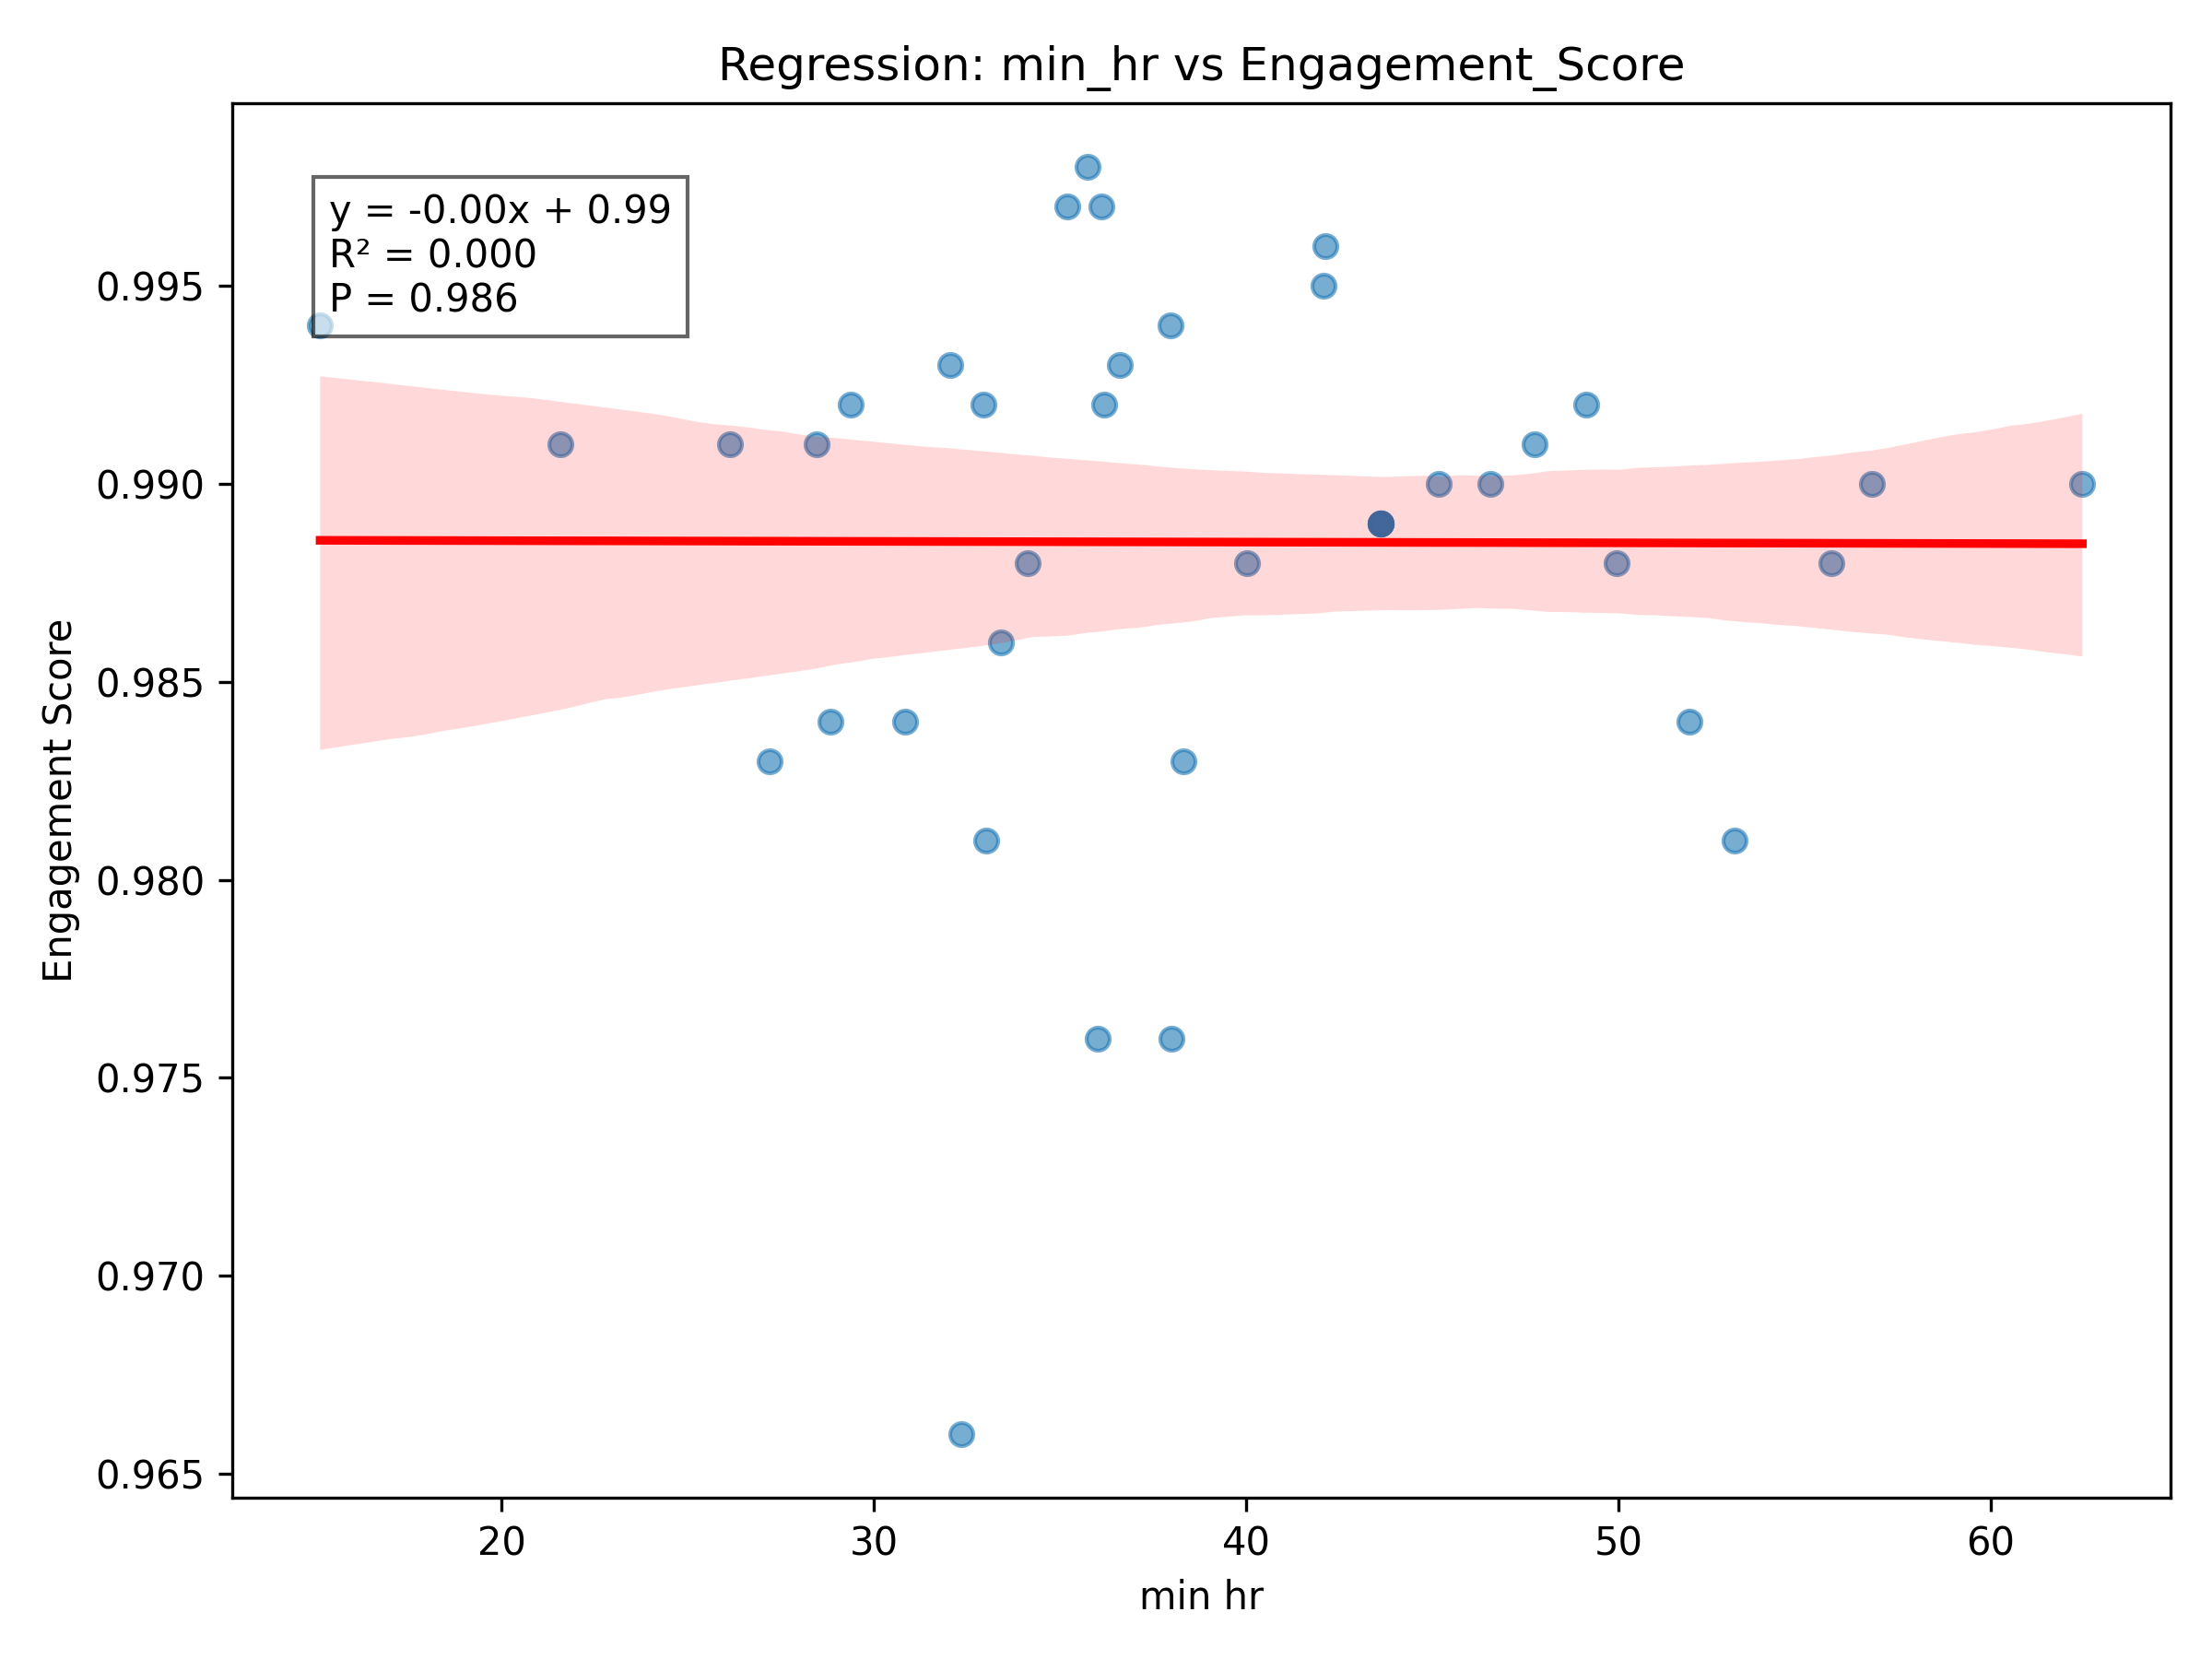 Regression: min_hr vs Engagement_Score
y = -0.00x + 0.99
R² = 0.000
P = 0.986
Engagement Score
0.995
0.990
0.985
0.980
0.975
0.970
0.965
20 30 40 50 60
min hr